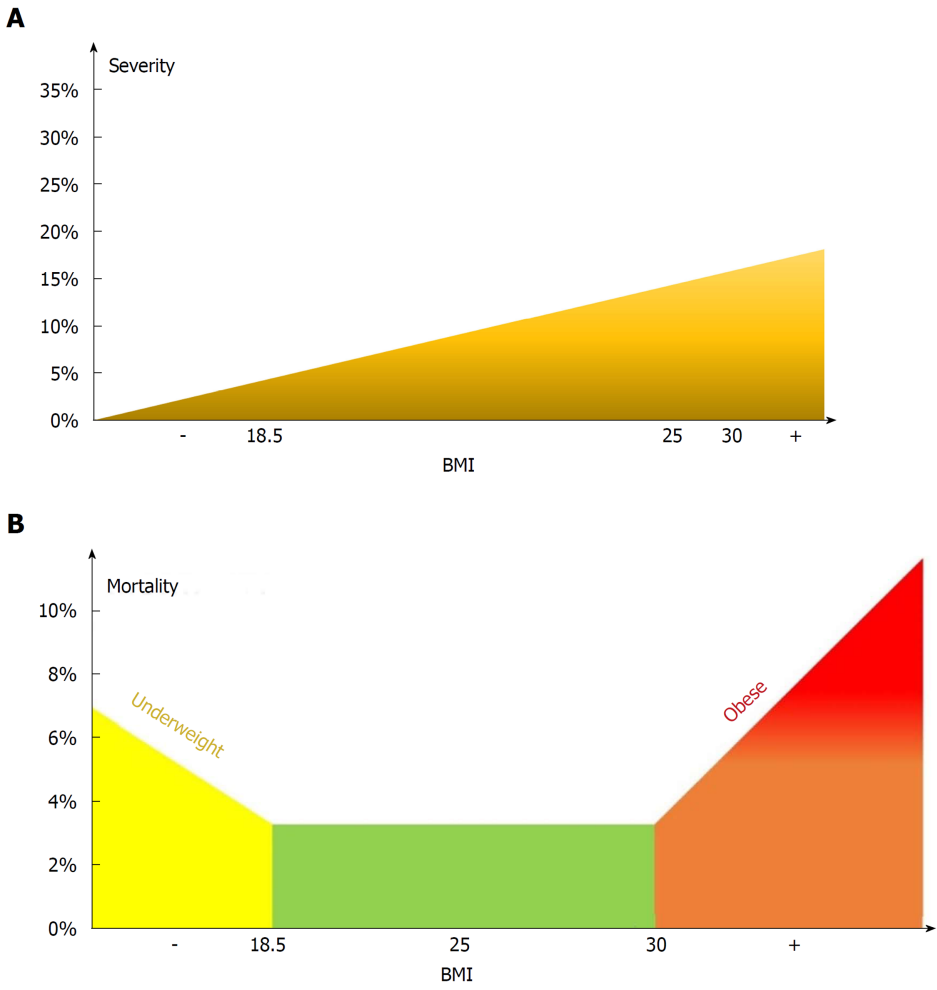 A
Severity
35%
30%
25%
20%
15%
10%
5%
0%
- 18.5 25 30 +
BMI
B
Mortality
10%
8%
6%
4%
2%
0%
Underweight
Obese
- 18.5 25 30 +
BMI